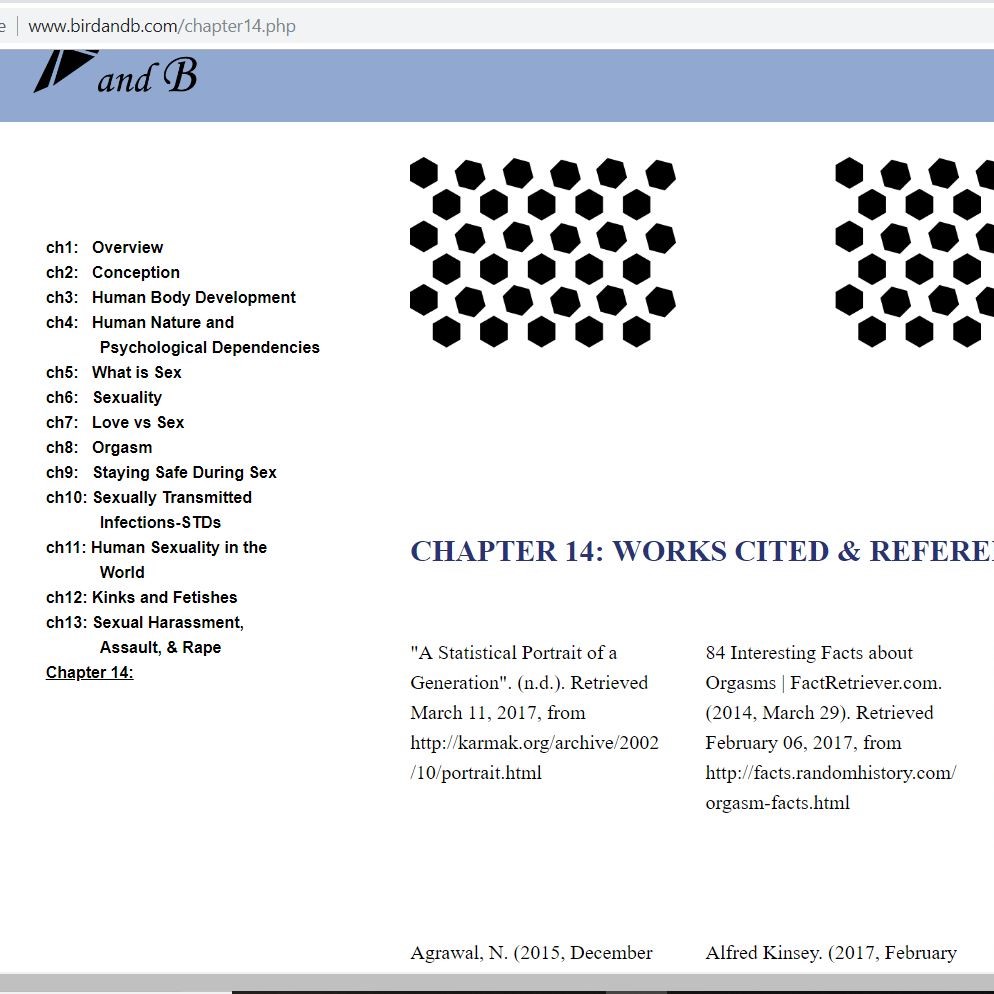 e | www.birdandb.com/chapter14.php
and B
ch1: Overview
ch2: Conception
ch3: Human Body Development
ch4: Human Nature and
Psychological Dependencies
ch5: What is Sex
ch6: Sexuality
ch7: Love vs Sex
ch8: Orgasm
ch9: Staying Safe During Sex
ch10: Sexually Transmitted
Infections-STDs
ch11: Human Sexuality in the
World
ch12: Kinks and Fetishes
ch13: Sexual Harassment,
Assault, & Rape
Chapter 14:
CHAPTER 14: WORKS CITED & REFERE
"A Statistical Portrait of a
Generation". (n.d.). Retrieved
March 11, 2017, from
http://karmak.org/archive/2002
/10/portrait.html
84 Interesting Facts about
Orgasms | FactRetriever.com.
(2014, March 29). Retrieved
February 06, 2017, from
http://facts.randomhistory.com/
orgasm-facts.html
Agrawal, N. (2015, December
Alfred Kinsey. (2017, February